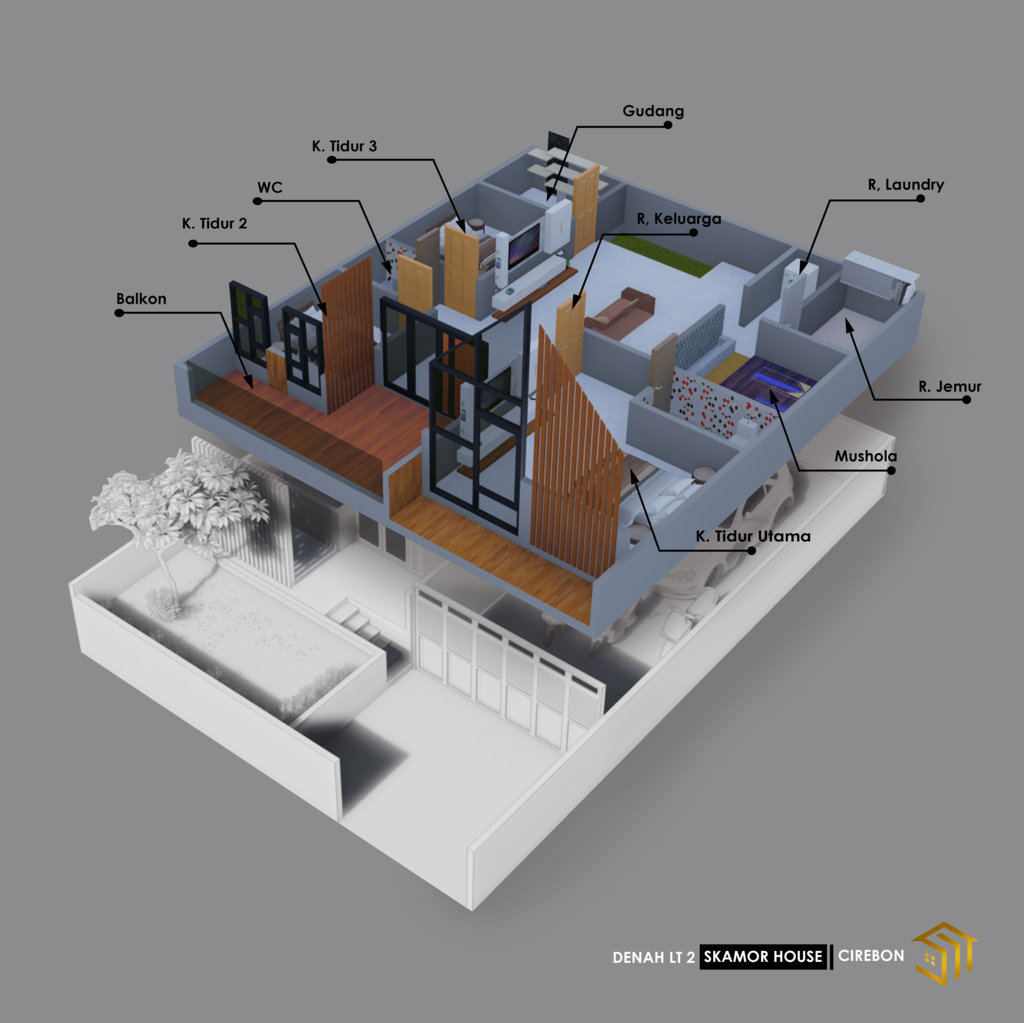 Gudang
K. Tidur 3
R, Laundry
WC
R, Keluarga
K. Tidur 2
Balkon
R. Jemur
Mushola
K. Tidur Utama
DENAH LT 2 SKAMOR HOUSE CIREBON